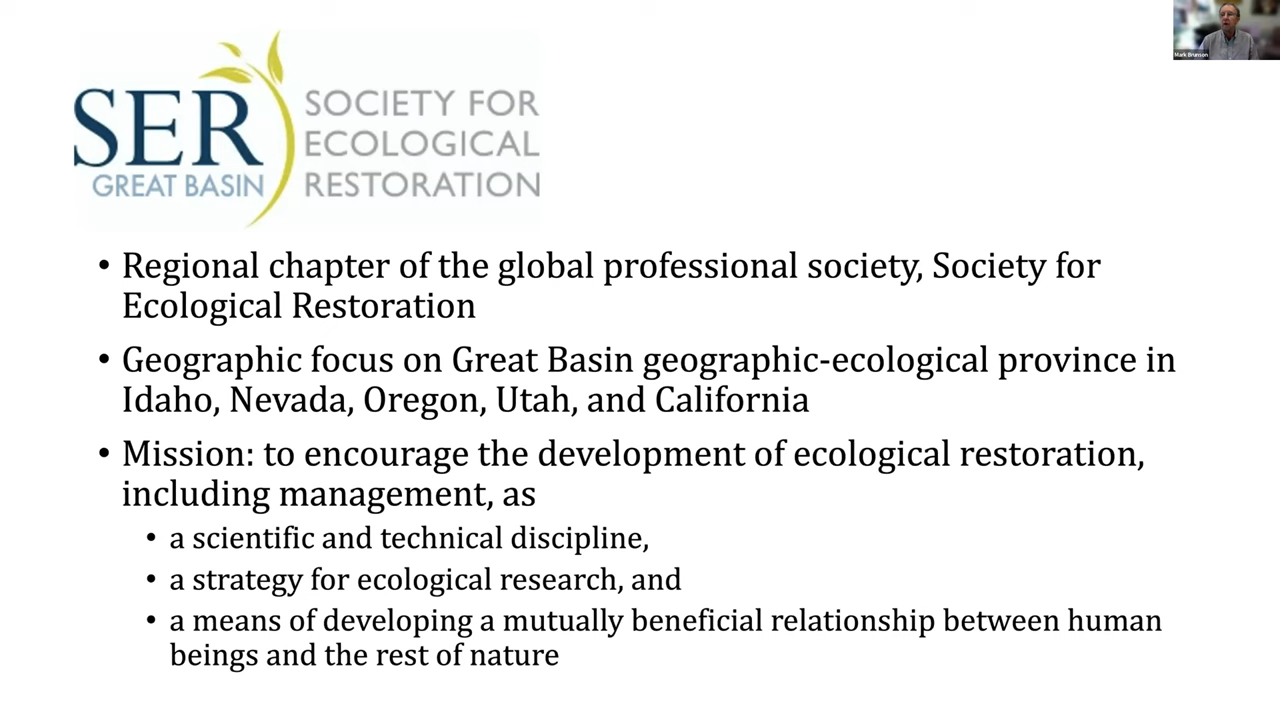 SER
GREAT BASIN
SOCIETY FOR
ECOLOGICAL
RESTORATION
Mark Brunson
• Regional chapter of the global professional society, Society for
Ecological Restoration
• Geographic focus on Great Basin geographic-ecological province in
Idaho, Nevada, Oregon, Utah, and California
• Mission: to encourage the development of ecological restoration,
including management, as
• a scientific and technical discipline,
• a strategy for ecological research, and
• a means of developing a mutually beneficial relationship between human
beings and the rest of nature